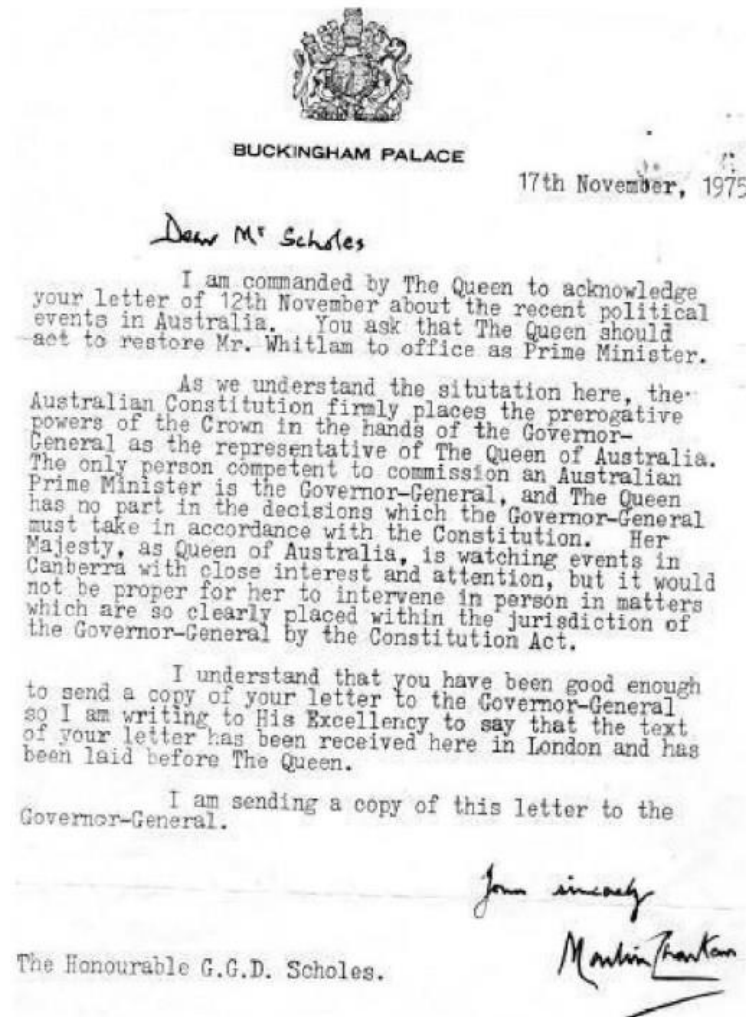 BUCKINGHAM PALACE
17th November, 1975
Dear Mr Scholes
I am commanded by The Queen to acknowledge
your letter of 12th November about the recent political
events in Australia. You ask that The Queen should
act to restore Mr. Whitlam to office as Prime Minister.
As we understand the situtation here, the
Australian Constitution firmly places the prerogative
powers of the Crown in the hands of the Governor-
General as the representative of The Queen of Australia.
The only person competent to commission an Australian
Prime Minister is the Governor-General, and The Queen
has no part in the decisions which the Governor-General
must take in accordance with the Constitution. Her
Majesty, as Queen of Australia, is watching events in
Canberra with close interest and attention, but it would
not be proper for her to intervene in person in matters
which are so clearly placed within the jurisdiction of
the Governor-General by the Constitution Act.
I understand that you have been good enough
to send a copy of your letter to the Governor-General
so I am writing to His Excellency to say that the text
of your letter has been received here in London and has
been laid before The Queen.
I am sending a copy of this letter to the
Governor-General.
Yours sincerely
Martin Charteris
The Honourable G.G.D. Scholes.